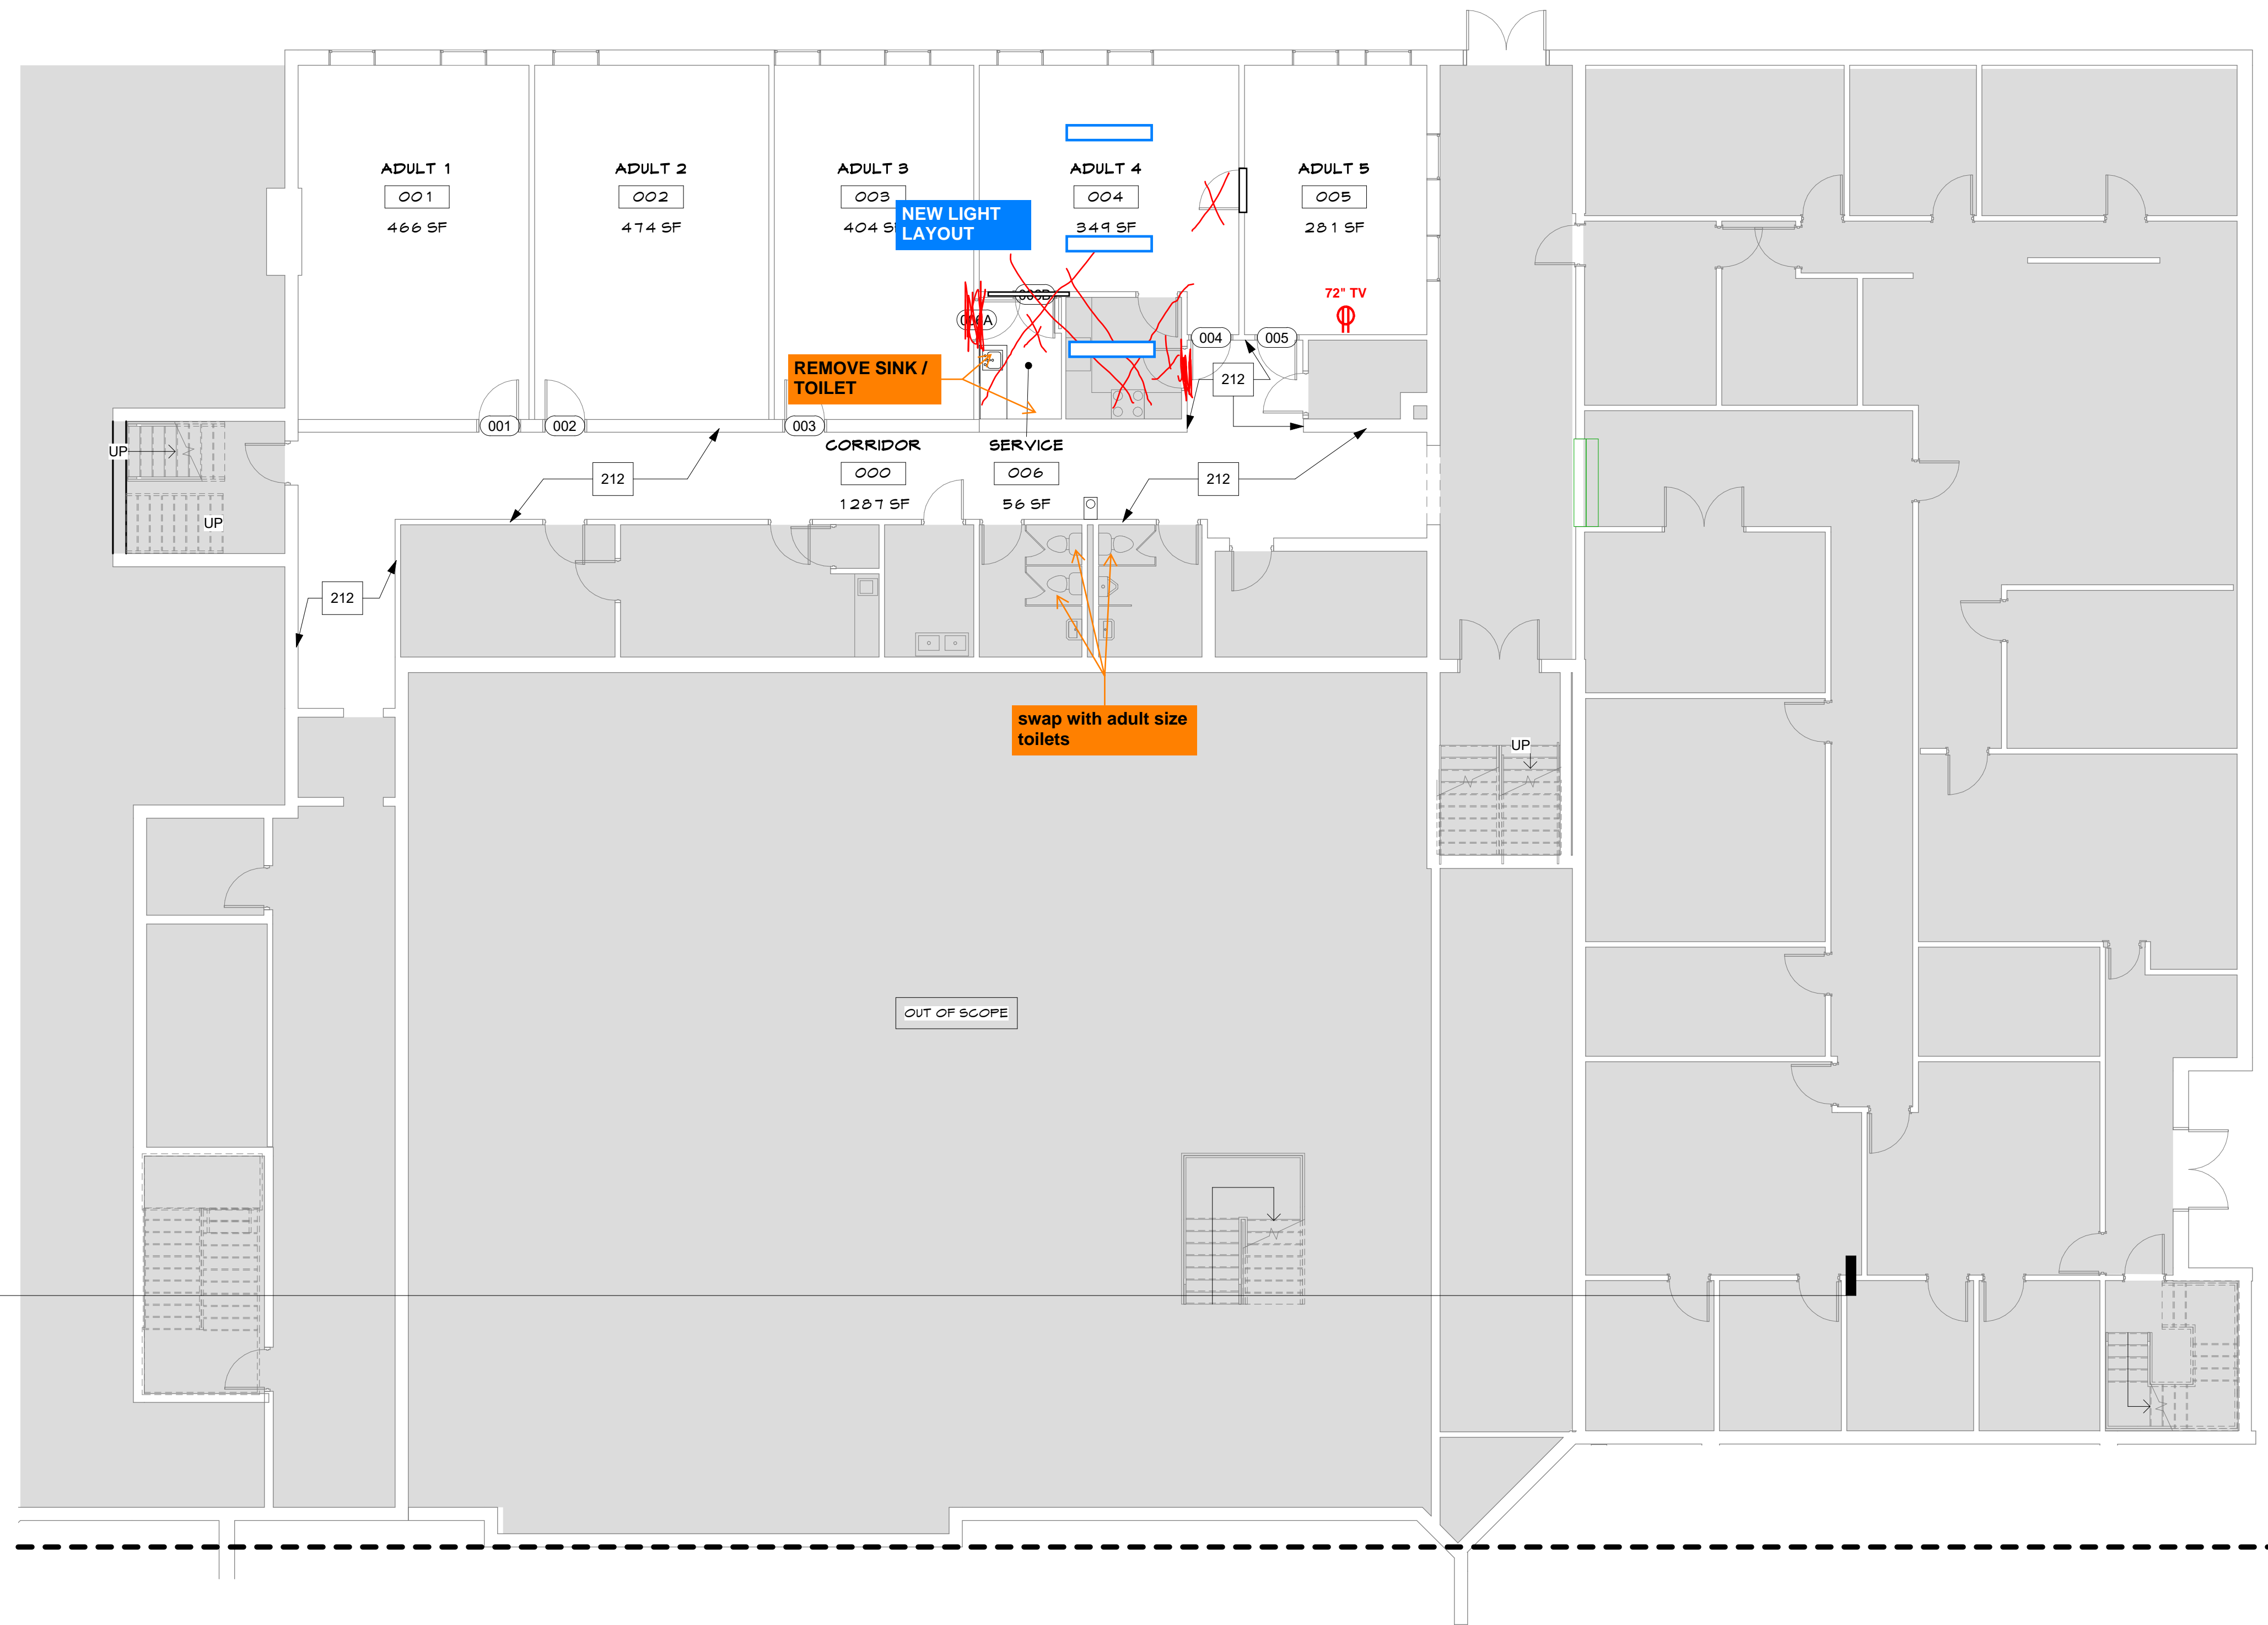 ADULT 1
001
466 SF
ADULT 2
002
474 SF
ADULT 3
003
404 SF
ADULT 4
004
349 SF
ADULT 5
005
281 SF
NEW LIGHT
LAYOUT
72" TV
REMOVE SINK /
TOILET
004
005
212
001
002
003
CORRIDOR
000
1287 SF
SERVICE
006
56 SF
212
212
UP
UP
212
swap with adult size
toilets
UP
OUT OF SCOPE